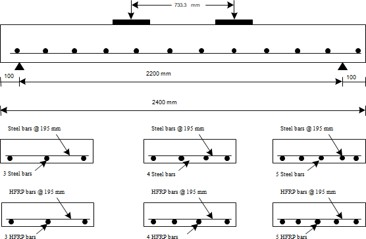 733.3 mm
100
2200 mm
100
2400 mm
Steel bars @ 195 mm
Steel bars @ 195 mm
Steel bars @ 195 mm
3 Steel bars
4 Steel bars
5 Steel bars
HFRP bars @ 195 mm
HFRP bars @ 195 mm
HFRP bars @ 195 mm
3 HFRP bars
4 HFRP bars
5 HFRP bars